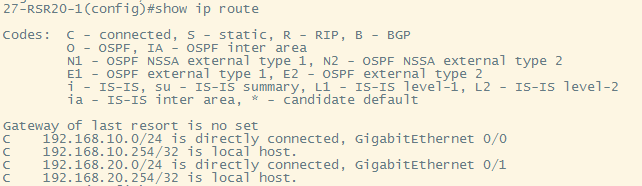 27-RSR20-1(config)#show ip route
Codes:  C - connected, S - static, R - RIP, B - BGP
O - OSPF, IA - OSPF inter area
N1 - OSPF NSSA external type 1, N2 - OSPF NSSA external type 2
E1 - OSPF external type 1, E2 - OSPF external type 2
i - IS-IS, su - IS-IS summary, L1 - IS-IS level-1, L2 - IS-IS level-2
ia - IS-IS inter area, * - candidate default
Gateway of last resort is no set
C    192.168.10.0/24 is directly connected, GigabitEthernet 0/0
C    192.168.10.254/32 is local host.
C    192.168.20.0/24 is directly connected, GigabitEthernet 0/1
C    192.168.20.254/32 is local host.